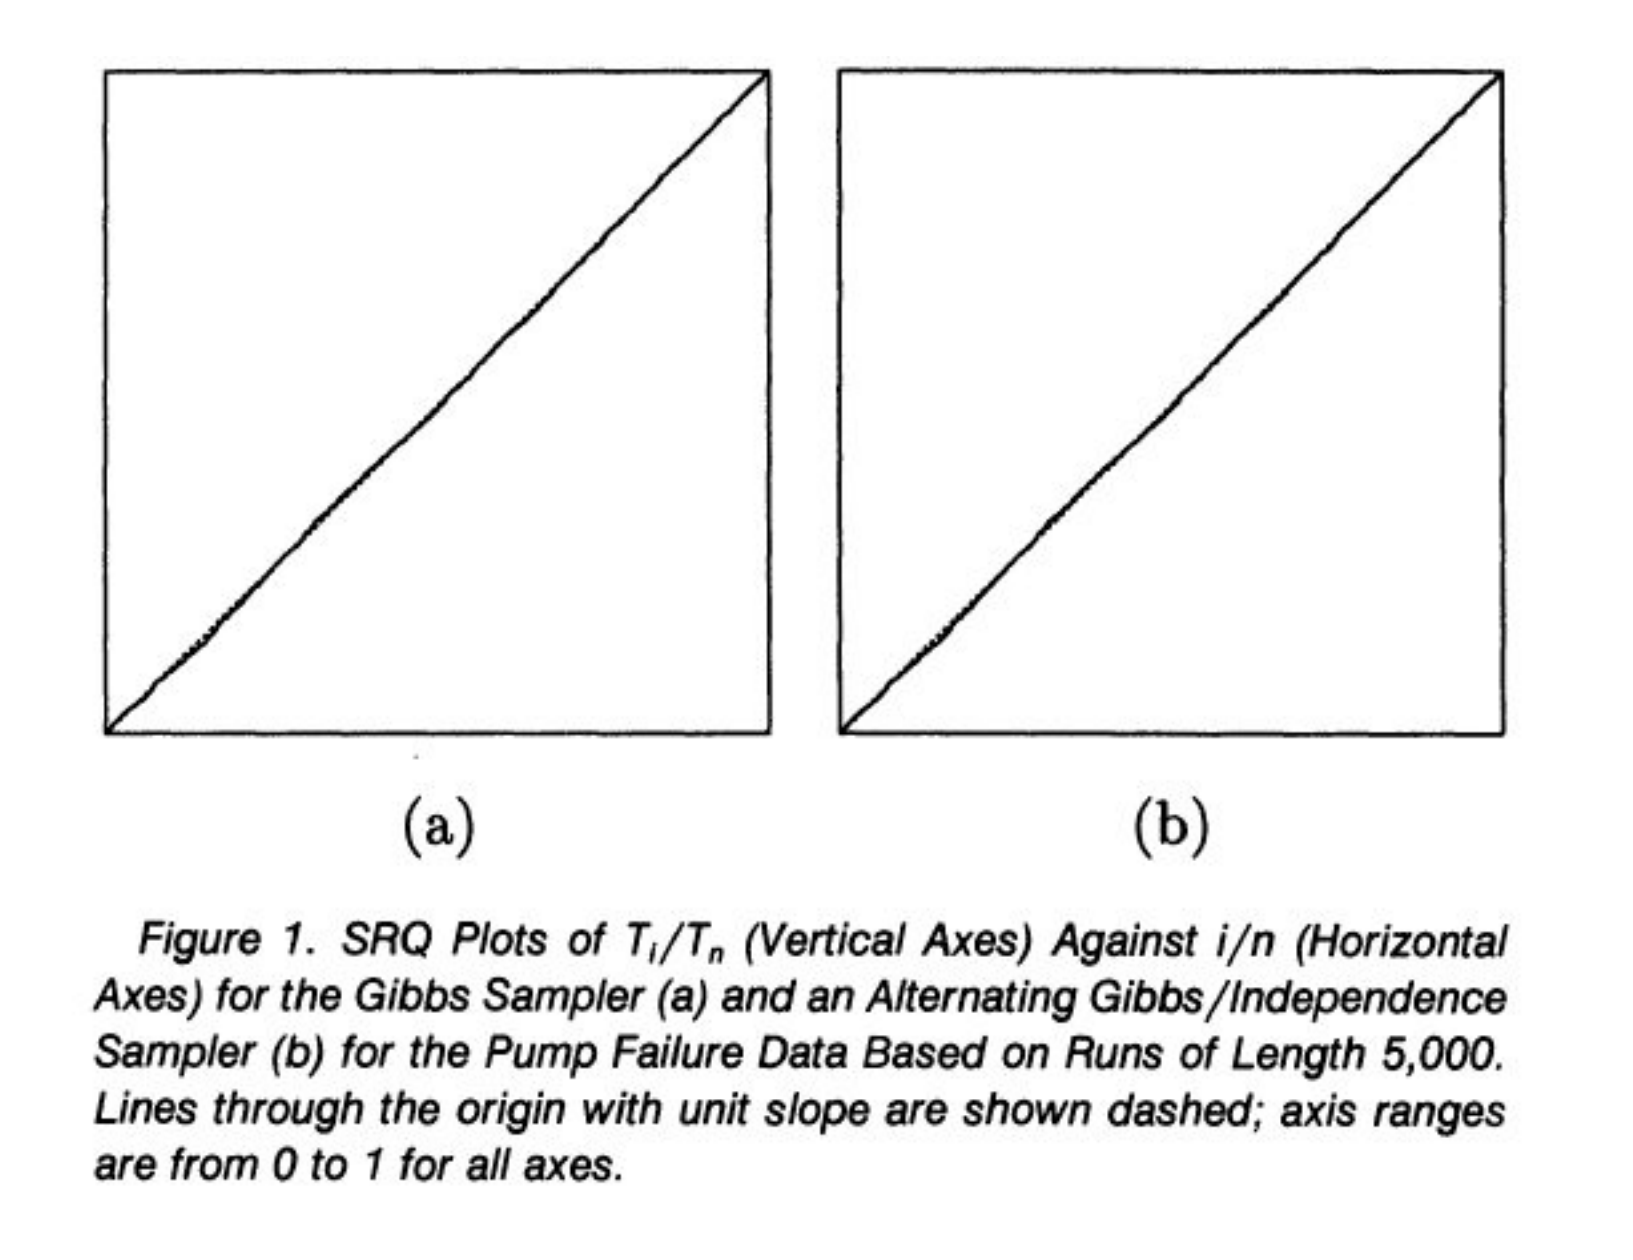 (a) (b)
Figure 1. SRQ Plots of Ti/Tn (Vertical Axes) Against i/n (Horizontal
Axes) for the Gibbs Sampler (a) and an Alternating Gibbs/Independence
Sampler (b) for the Pump Failure Data Based on Runs of Length 5,000.
Lines through the origin with unit slope are shown dashed; axis ranges
are from 0 to 1 for all axes.